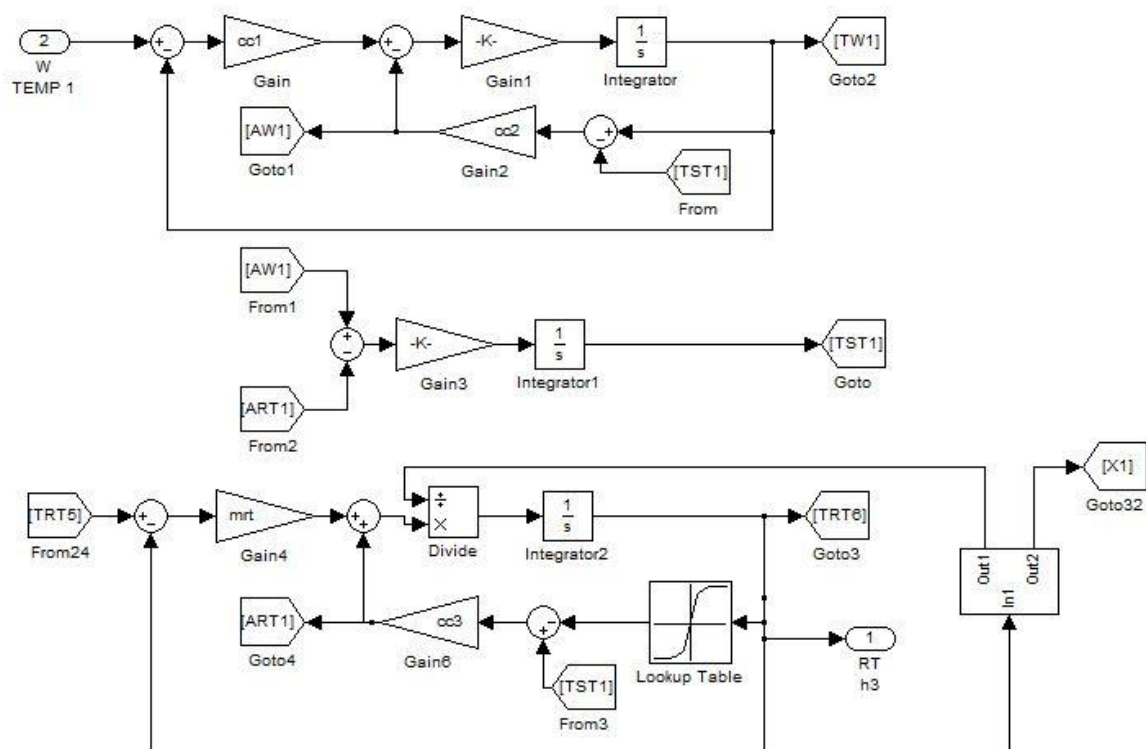 2
W
TEMP 1
+
−
cc1
Gain
+
−
-K-
Gain1
1
s
Integrator
[TW1]
Goto2
[AW1]
Goto1
cc2
Gain2
−
+
[TST1]
From
[AW1]
From1
+
−
-K-
Gain3
1
s
Integrator1
[TST1]
Goto
[ART1]
From2
[X1]
Goto32
[TRT5]
From24
+
−
mrt
Gain4
+
+
÷
×
Divide
1
s
Integrator2
[TRT6]
Goto3
Out1
Out2
In1
[ART1]
Goto4
cc3
Gain6
−
+
[TST1]
From3
Lookup Table
1
RT
h3